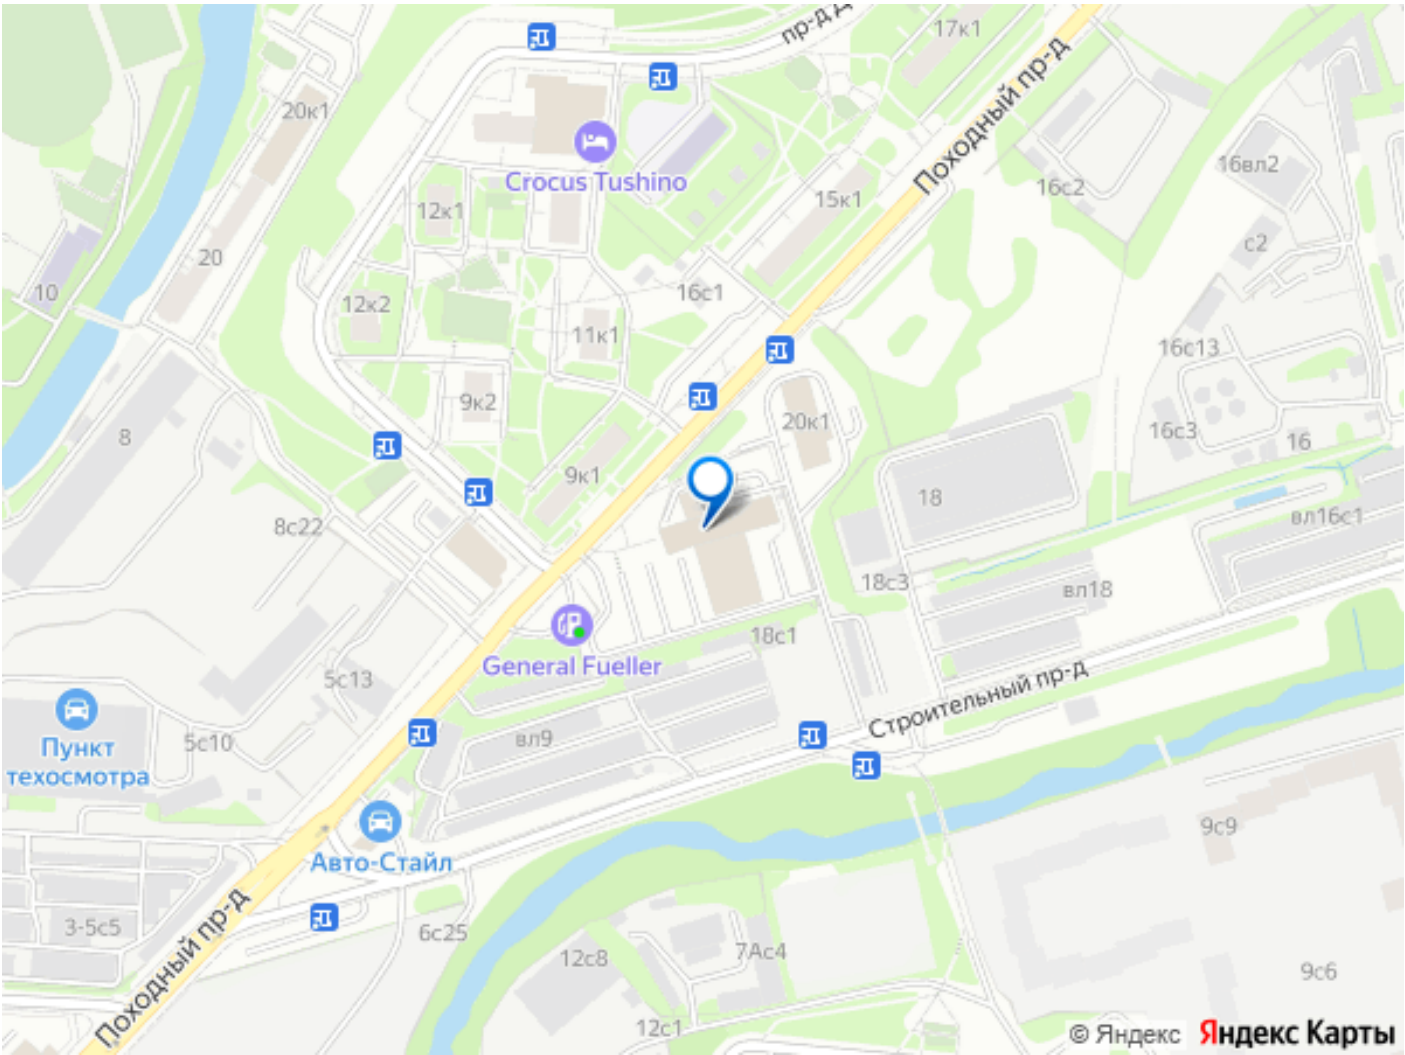 пр-д Д
17к1
20к1
Походный пр-д
16вл2
16с2
Crocus Tushino
15к1
12к1
с2
20
10
16с1
12к2
11к1
16с13
9к2
20к1
16с3
16
8
9к1
18
8с22
вл16с1
18с3
вл18
18с1
General Fueller
5с13
Строительный пр-д
вл9
5с10
Пункт
техосмотра
9с9
Авто-Стайл
Походный пр-д
3-5с5
6с25
7Ас4
12с8
9с6
12с1
© Яндекс Яндекс Карты